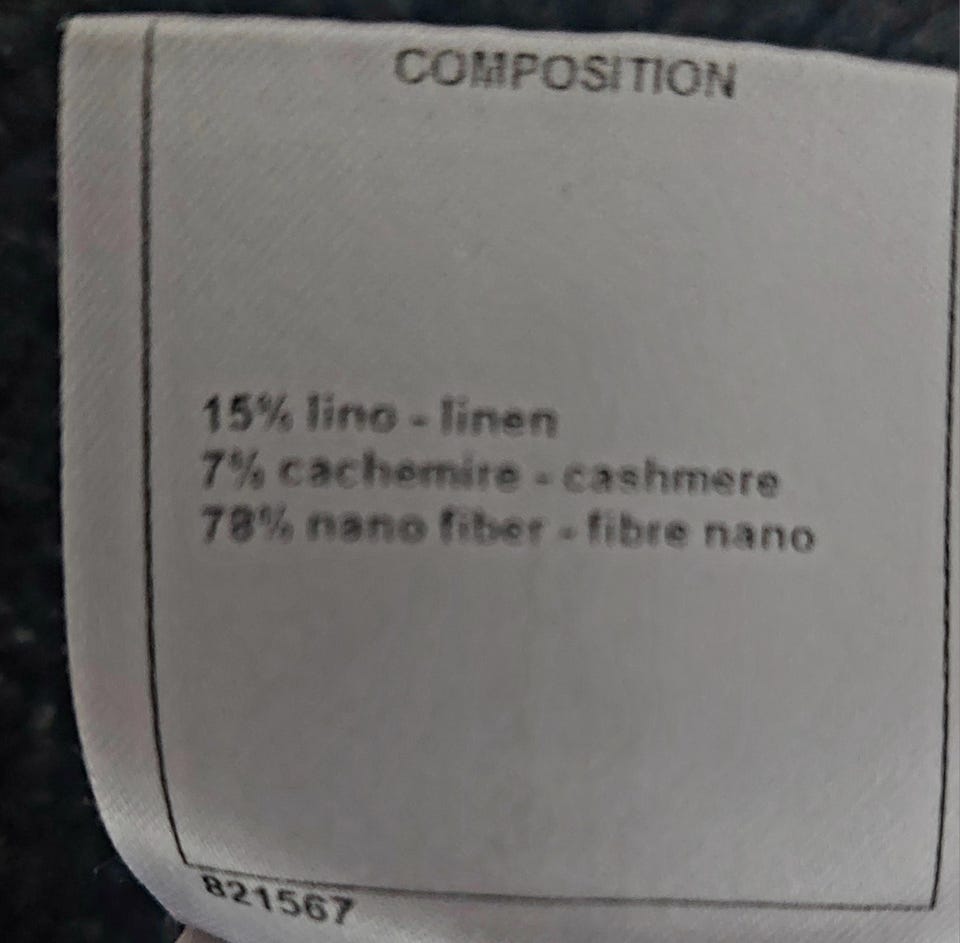 COMPOSITION
15% lino - linen
7% cachemire - cashmere
78% nano fiber - fibre nano
821567